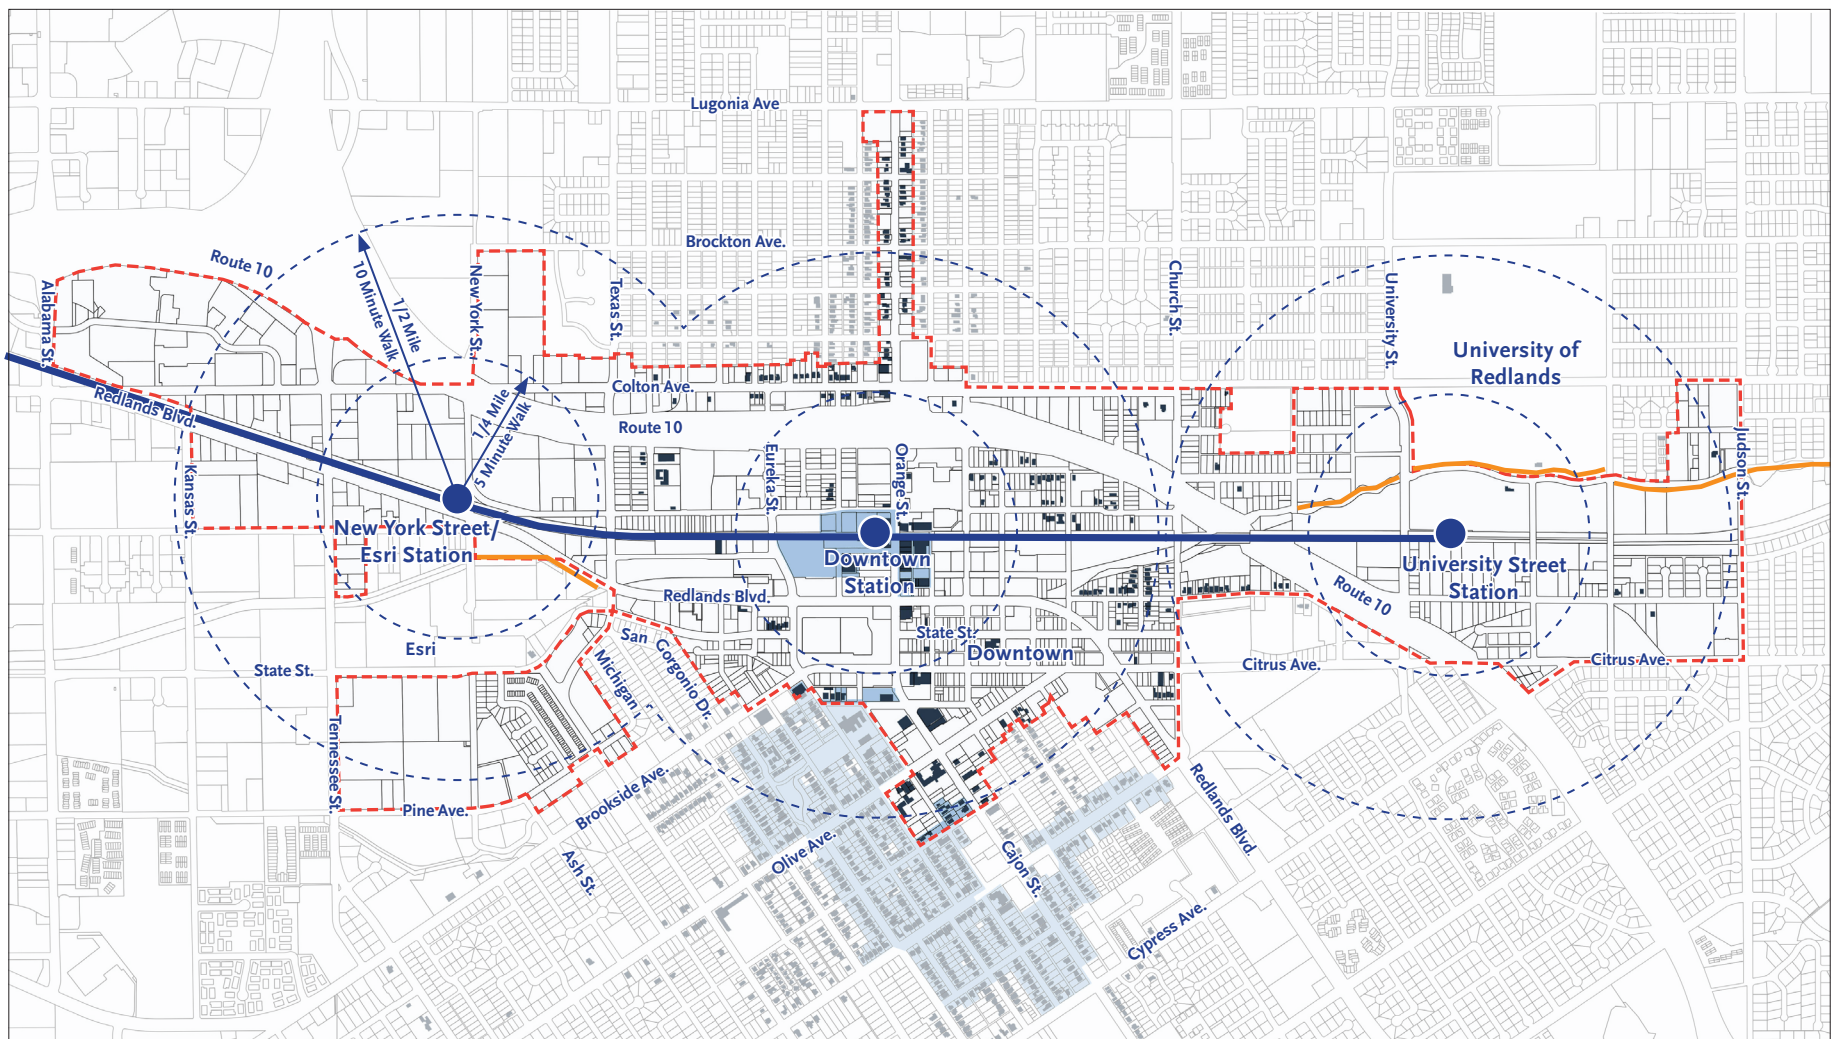 Lugonia Ave
Brockton Ave.
Route 10
Alabama St.
10 Minute Walk
1/2 Mile
New York St.
Texas St.
Church St.
University St.
University of
Redlands
Colton Ave.
Redlands Blvd.
1/4 Mile
5 Minute Walk
Route 10
Eureka St.
Orange St.
Judson St.
Kansas St.
New York Street/
Esri Station
Downtown
Station
University Street
Station
Redlands Blvd.
Route 10
Esri
San
Gorgonio Dr.
State St.
Downtown
State St.
Michigan
Citrus Ave.
Citrus Ave.
Tennessee St.
Pine Ave.
Brookside Ave.
Redlands Blvd.
Ash St.
Olive Ave.
Cajon St.
Cypress Ave.